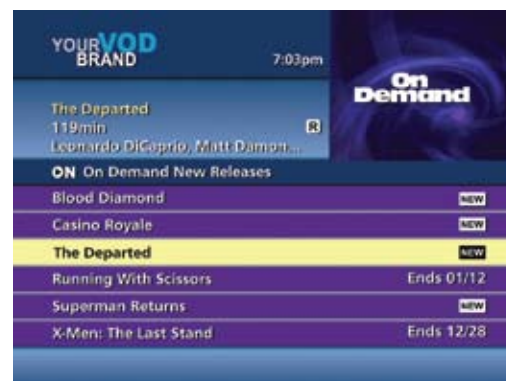 YOUR VOD
BRAND
7:03pm
On
Demand
The Departed
119min R
Leonardo DiCaprio, Matt Damon...
ON On Demand New Releases
Blood Diamond NEW
Casino Royale NEW
The Departed NEW
Running With Scissors Ends 01/12
Superman Returns NEW
X-Men: The Last Stand Ends 12/28